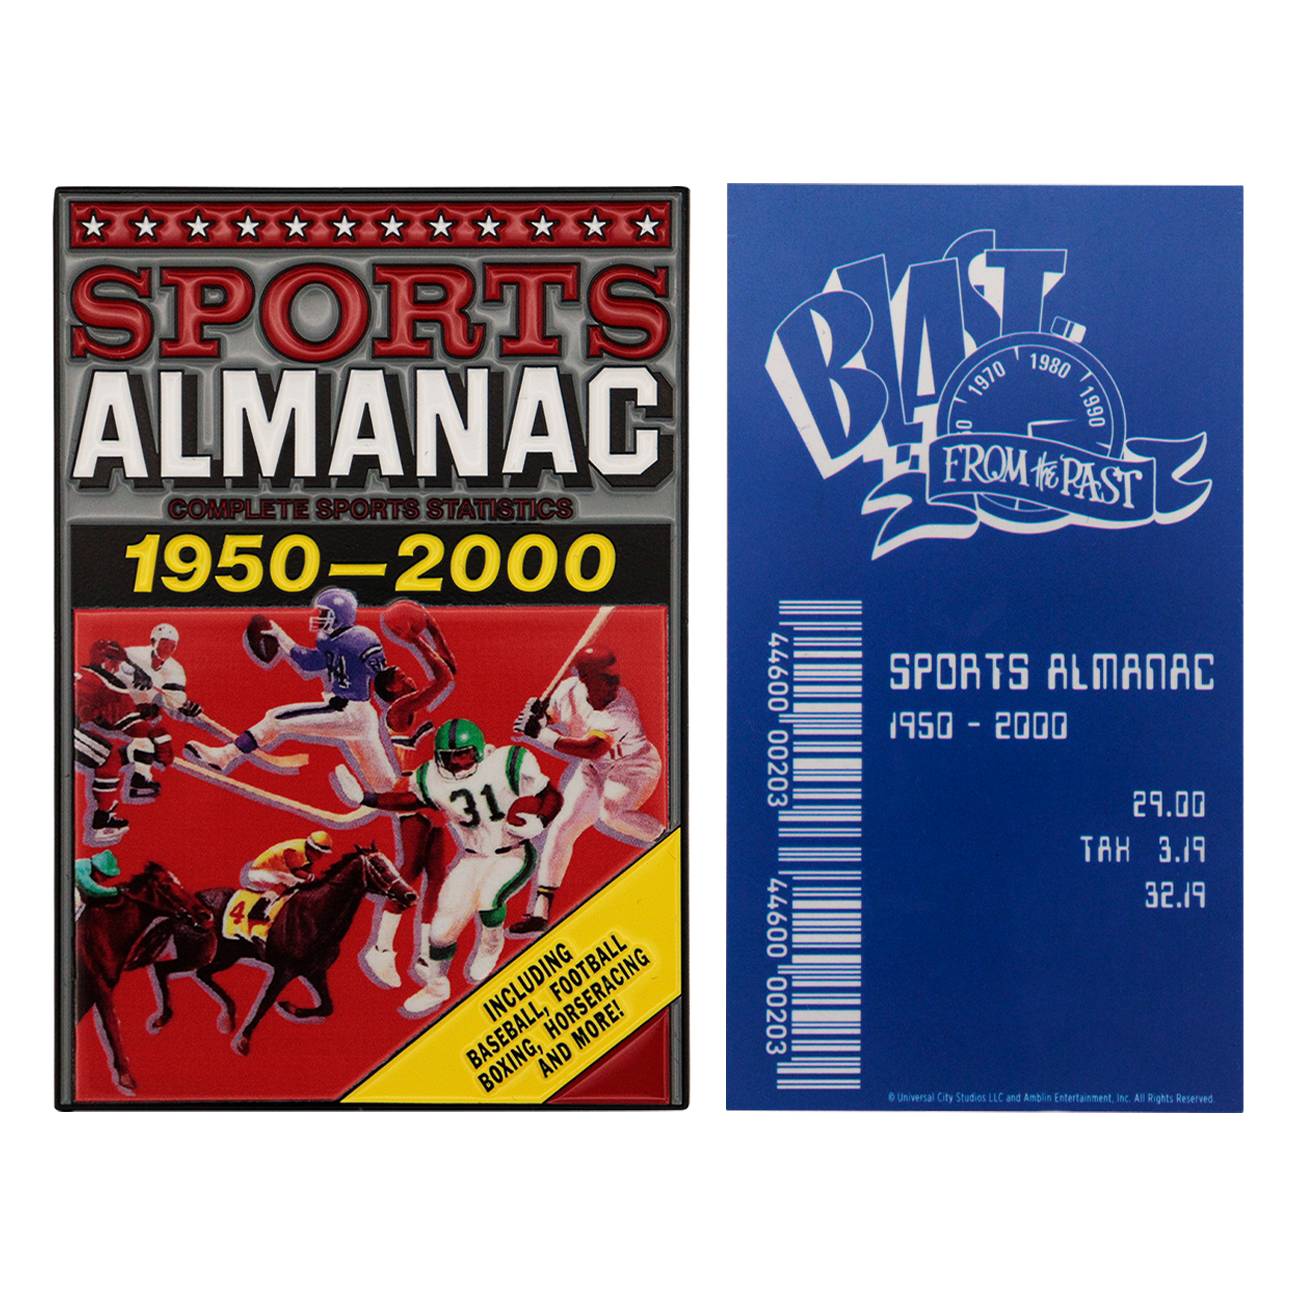 SPORTS
ALMANAC
COMPLETE SPORTS STATISTICS
1950-2000
84
31
4
INCLUDING
BASEBALL, FOOTBALL
BOXING, HORSERACING
AND MORE!
BLAST
1970 1980 1990
FROM the PAST
44600 00203 44600 00203
SPORTS ALMANAC
1950 - 2000
29.00
TAX 3.19
32.19
© Universal City Studios LLC and Amblin Entertainment, Inc. All Rights Reserved.